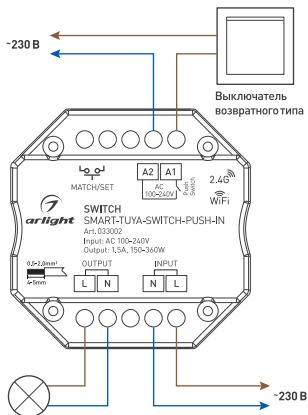 ~230 В
Выключатель
возвратного типа
A2 A1
AC
100-240V
Push
Switch
2.4G
WiFi
MATCH/SET
arlight
SWITCH
SMART-TUYA-SWITCH-PUSH-IN
Art. 033002
Input: AC 100-240V
Output: 1,5A, 150-360W
0,5-2,0mm²
4-5mm
OUTPUT
INPUT
L N N L
~230 В